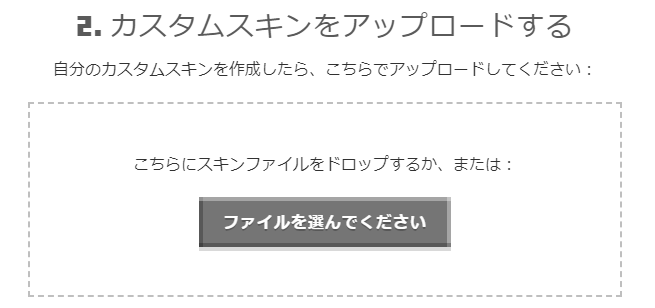 2. カスタムスキンをアップロードする
自分のカスタムスキンを作成したら、こちらでアップロードしてください：
こちらにスキンファイルをドロップするか、または：
ファイルを選んでください